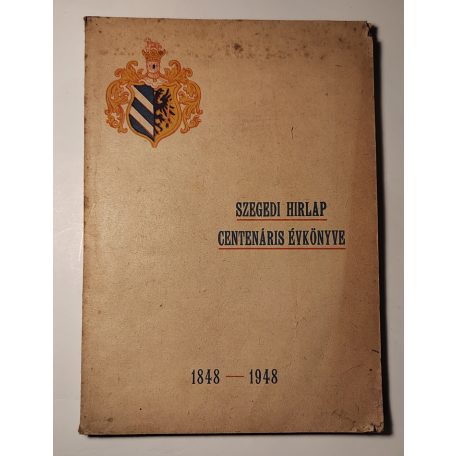 SZEGEDI HIRLAP
CENTENÁRIS ÉVKÖNYVE
1848 — 1948